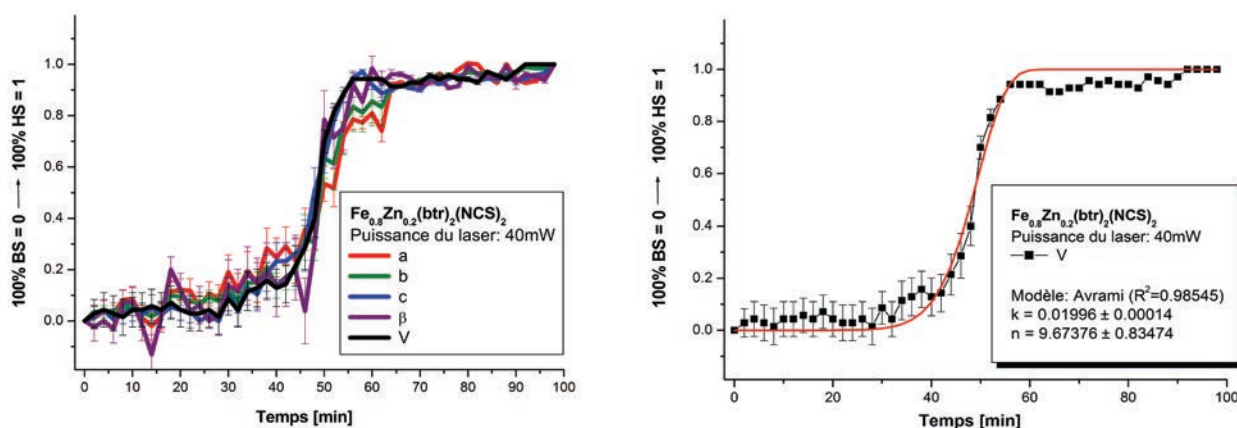 100% BS = 0 ⟶ 100% HS = 1
1.0
0.8
0.6
0.4
0.2
0.0
Fe0.8Zn0.2(btr)2(NCS)2
Puissance du laser: 40mW
a
b
c
β
V
0 10 20 30 40 50 60 70 80 90 100
Temps [min]
100% BS = 0 ⟶ 100% HS = 1
1.0
0.8
0.6
0.4
0.2
0.0
Fe0.8Zn0.2(btr)2(NCS)2
Puissance du laser: 40mW
V
Modèle: Avrami (R²=0.98545)
k = 0.01996 ± 0.00014
n = 9.67376 ± 0.83474
0 20 40 60 80 100
Temps [min]